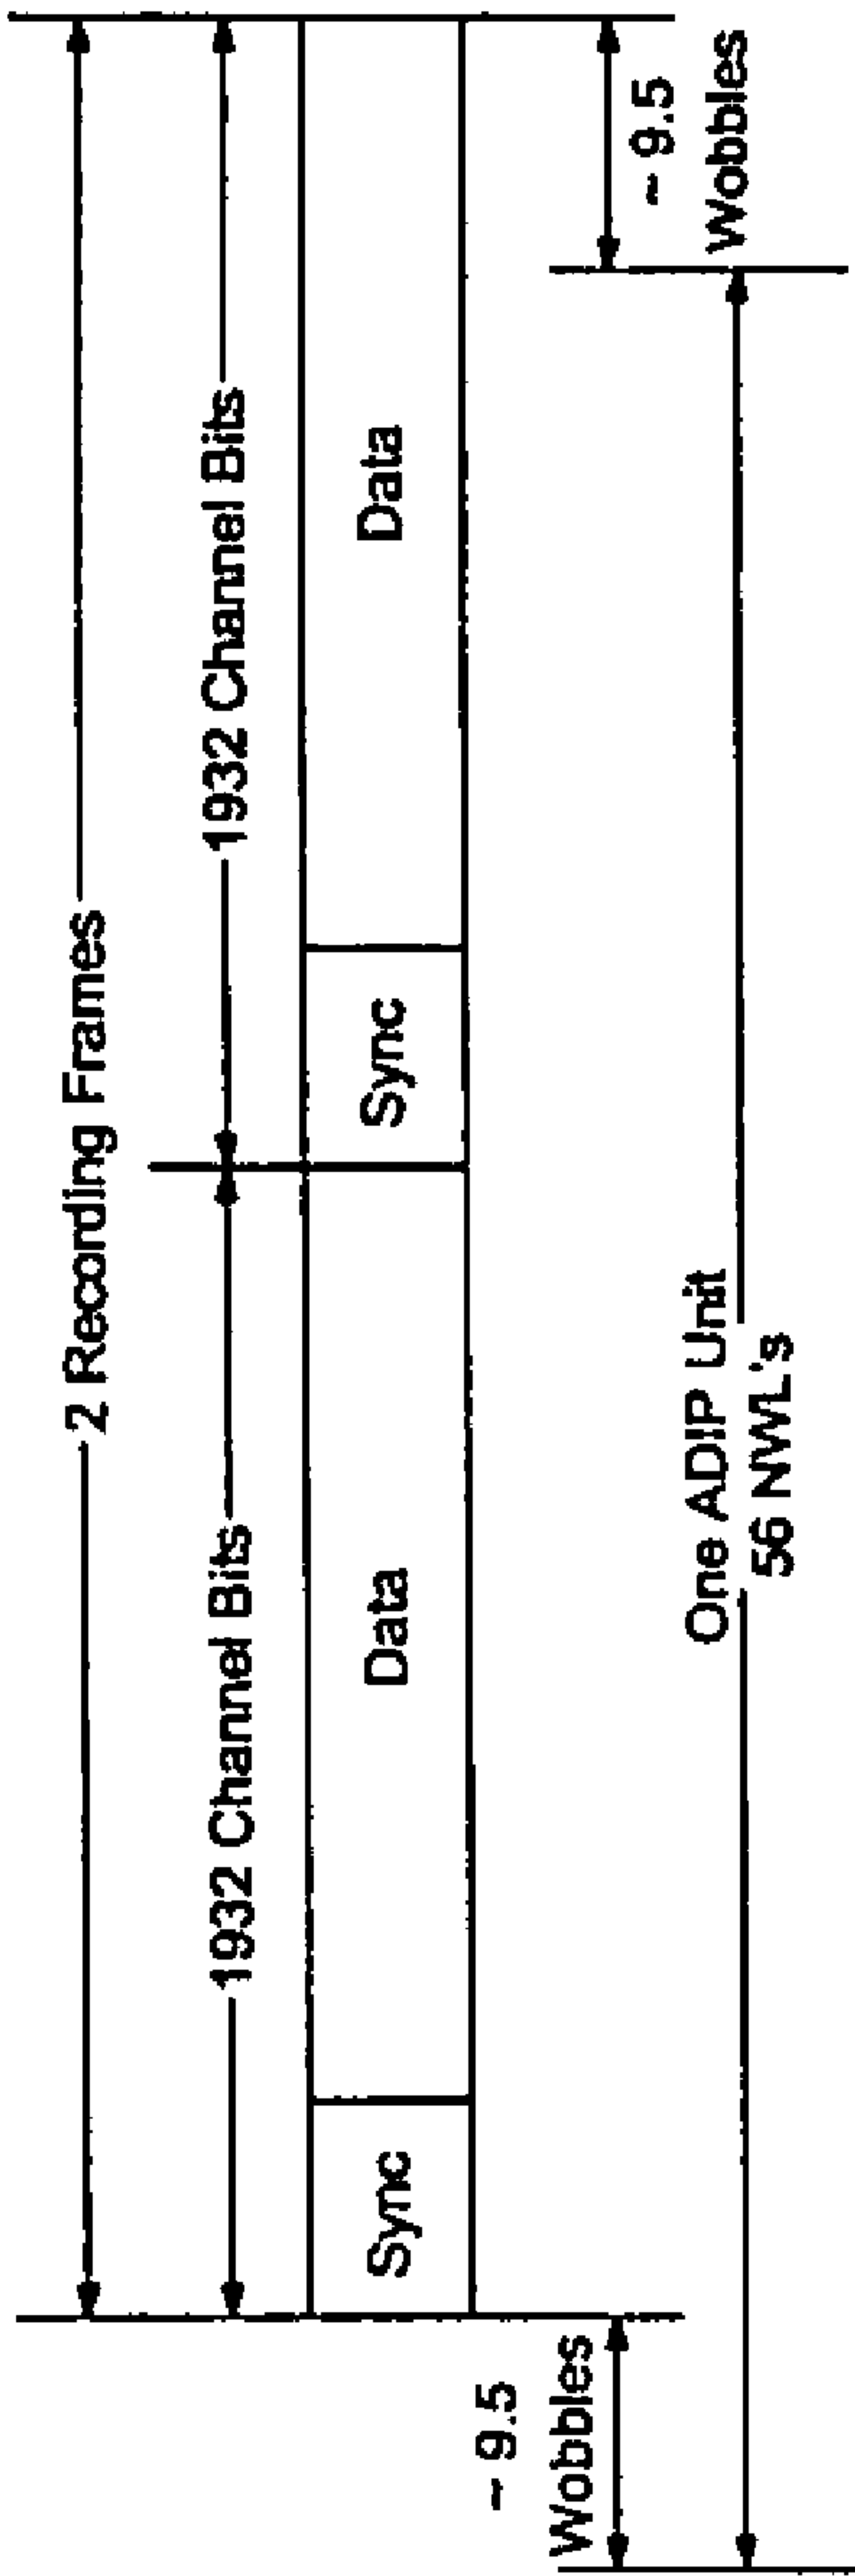 2 Recording Frames
1932 Channel Bits
1932 Channel Bits
Sync
Data
Sync
Data
~ 9.5
Wobbles
~ 9.5
Wobbles
One ADIP Unit
56 NWL's